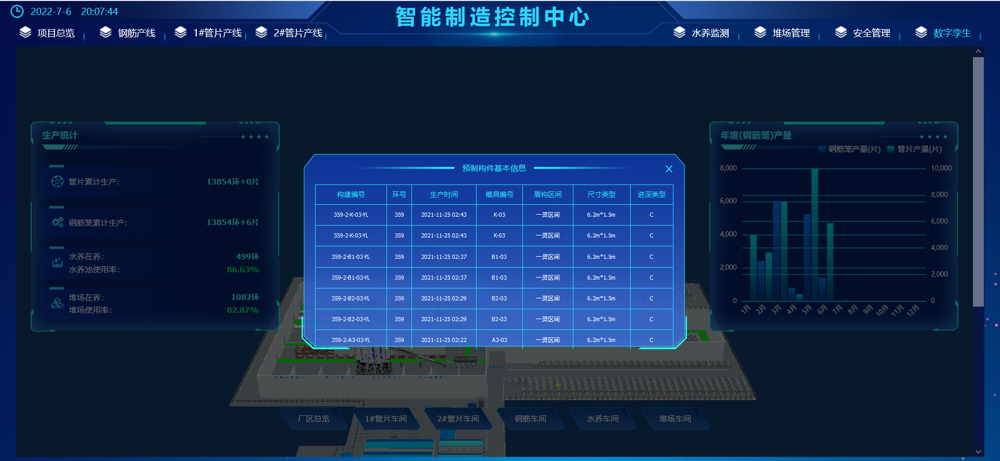 2022-7-6 20:07:44
智能制造控制中心
项目总览 钢筋产线 1#管片产线 2#管片产线 水养监测 堆场管理 安全管理 数字孪生
生产统计
管片累计生产: 13854环+0片
钢筋笼累计生产: 13854环+6片
水养在养: 499环
水养池使用率: 86.63%
堆场在养: 1082环
堆场使用率: 82.87%
预制构件基本信息
构建编号 环号 生产时间 模具编号 盾构区间 尺寸类型 进深类型
359-2-K-03-YL 359 2021-11-25 02:43 K-03 一灵区间 6.2m*1.5m C
359-2-K-03-YL 359 2021-11-25 02:43 K-03 一灵区间 6.2m*1.5m C
359-2-B1-03-YL 359 2021-11-25 02:37 B1-03 一灵区间 6.2m*1.5m C
359-2-B1-03-YL 359 2021-11-25 02:37 B1-03 一灵区间 6.2m*1.5m C
359-2-B2-03-YL 359 2021-11-25 02:29 B2-03 一灵区间 6.2m*1.5m C
359-2-B2-03-YL 359 2021-11-25 02:29 B2-03 一灵区间 6.2m*1.5m C
359-2-A3-03-YL 359 2021-11-25 02:22 A3-03 一灵区间 6.2m*1.5m C
年度(钢筋笼)产量
钢筋笼产量(片) 管片产量(片)
8,000 10,000
8,000
6,000
6,000
4,000
4,000
2,000
2,000
0 0
1月 2月 3月 4月 5月 6月 7月 8月 9月 10月 11月 12月
厂区总览 1#管片车间 2#管片车间 钢筋车间 水养车间 堆场车间